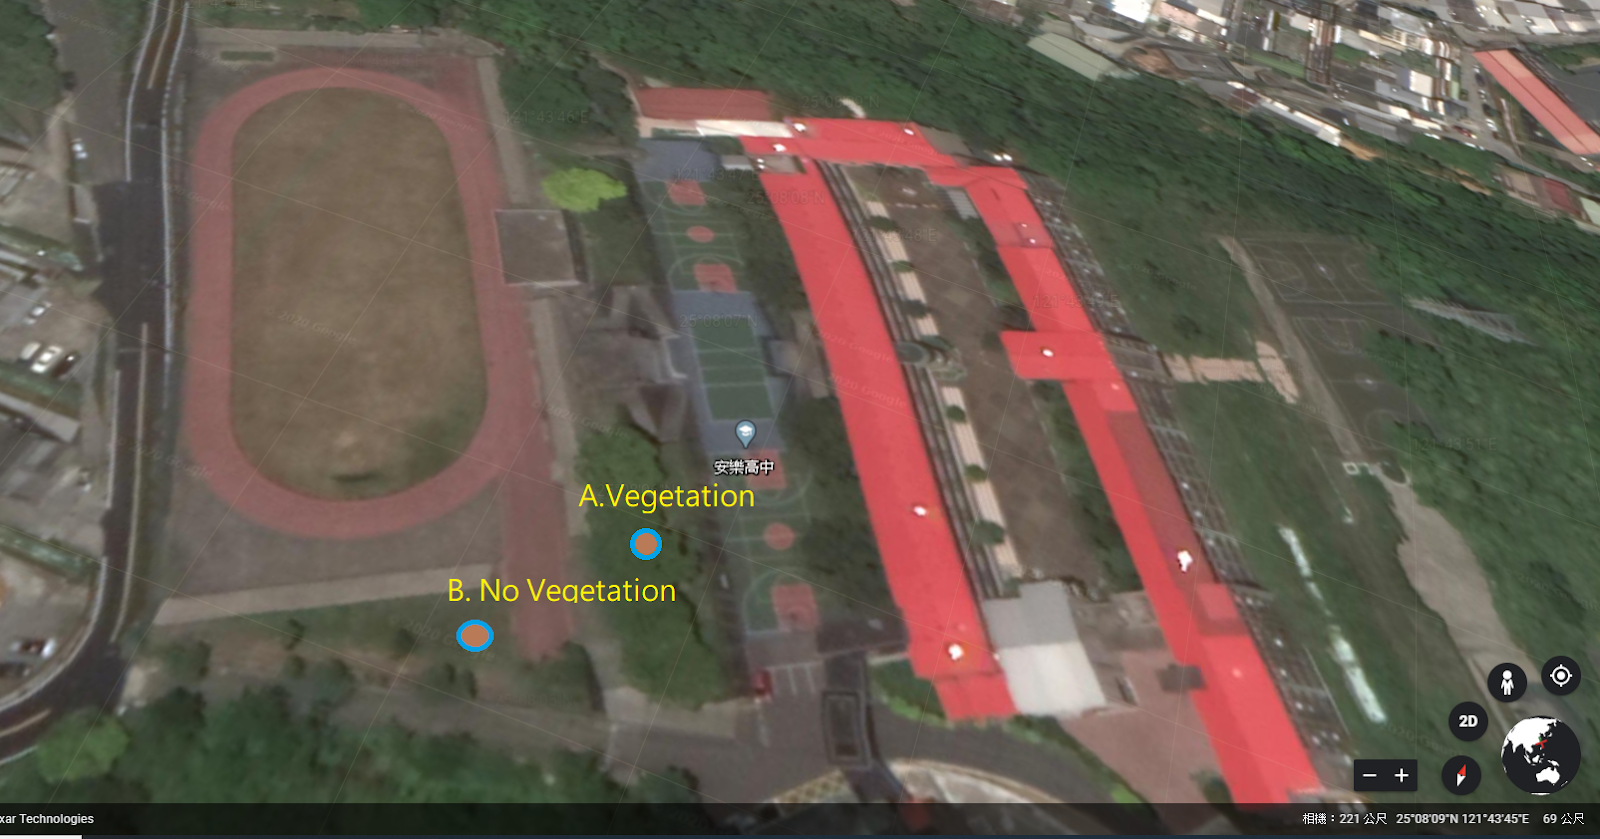 安樂高中
A.Vegetation
B. No Vegetation
2D
xar Technologies
相機：221 公尺 25°08'09"N 121°43'45"E 69 公尺